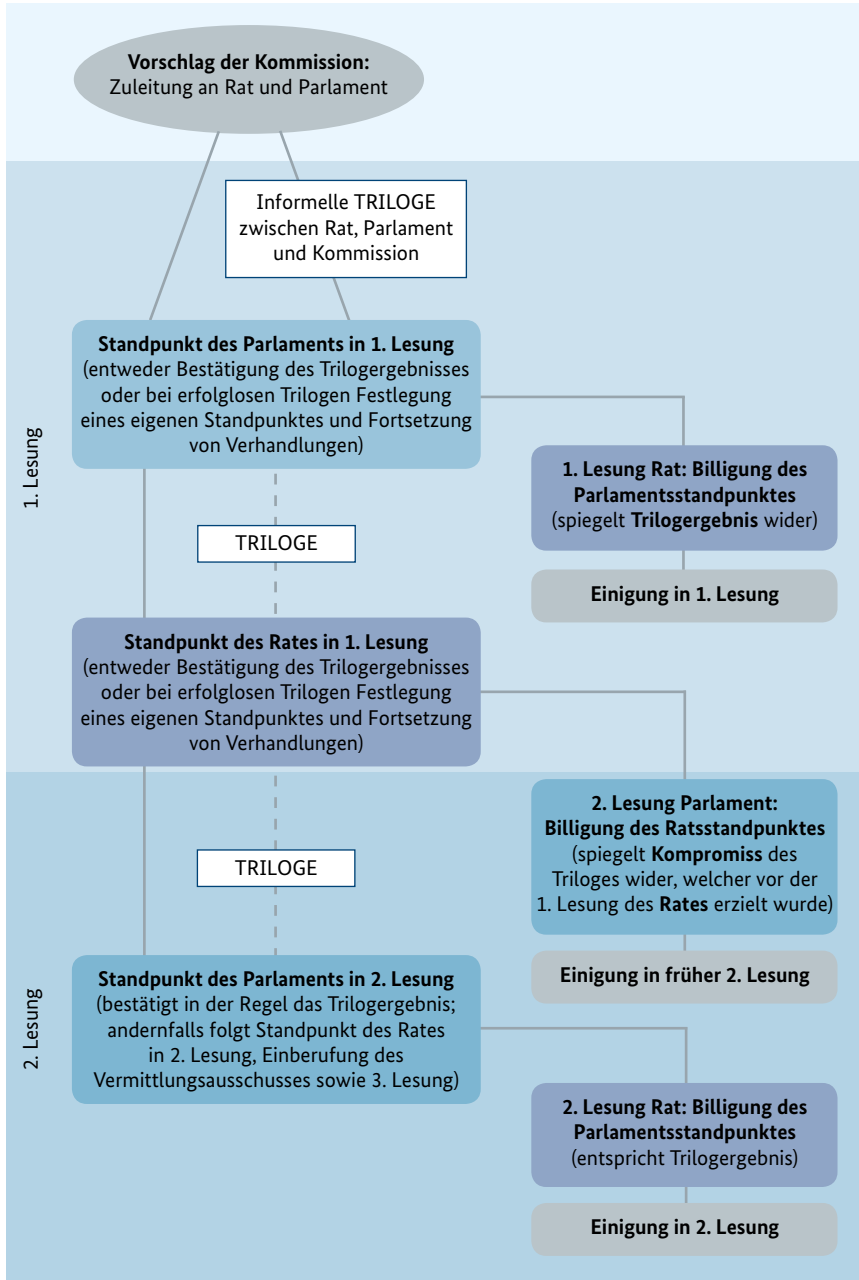 Vorschlag der Kommission:
Zuleitung an Rat und Parlament
Informelle TRILOGE
zwischen Rat, Parlament
und Kommission
1. Lesung
Standpunkt des Parlaments in 1. Lesung
(entweder Bestätigung des Trilogergebnisses
oder bei erfolglosen Trilogen Festlegung
eines eigenen Standpunktes und Fortsetzung
von Verhandlungen)
1. Lesung Rat: Billigung des
Parlamentsstandpunktes
(spiegelt Trilogergebnis wider)
TRILOGE
Einigung in 1. Lesung
Standpunkt des Rates in 1. Lesung
(entweder Bestätigung des Trilogergebnisses
oder bei erfolglosen Trilogen Festlegung
eines eigenen Standpunktes und Fortsetzung
von Verhandlungen)
2. Lesung
2. Lesung Parlament:
Billigung des Ratsstandpunktes
(spiegelt Kompromiss des
Triloges wider, welcher vor der
1. Lesung des Rates erzielt wurde)
TRILOGE
Einigung in früher 2. Lesung
Standpunkt des Parlaments in 2. Lesung
(bestätigt in der Regel das Trilogergebnis;
andernfalls folgt Standpunkt des Rates
in 2. Lesung, Einberufung des
Vermittlungsausschusses sowie 3. Lesung)
2. Lesung Rat: Billigung des
Parlamentsstandpunktes
(entspricht Trilogergebnis)
Einigung in 2. Lesung